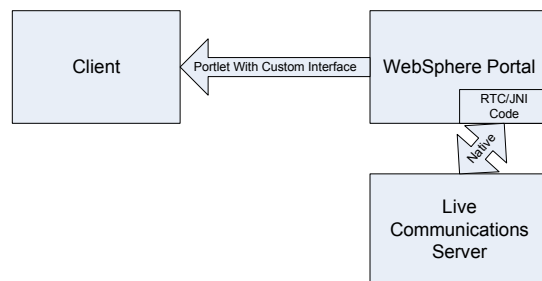 Client
Portlet With Custom Interface
WebSphere Portal
RTC/JNI
Code
Native
Live
Communications
Server